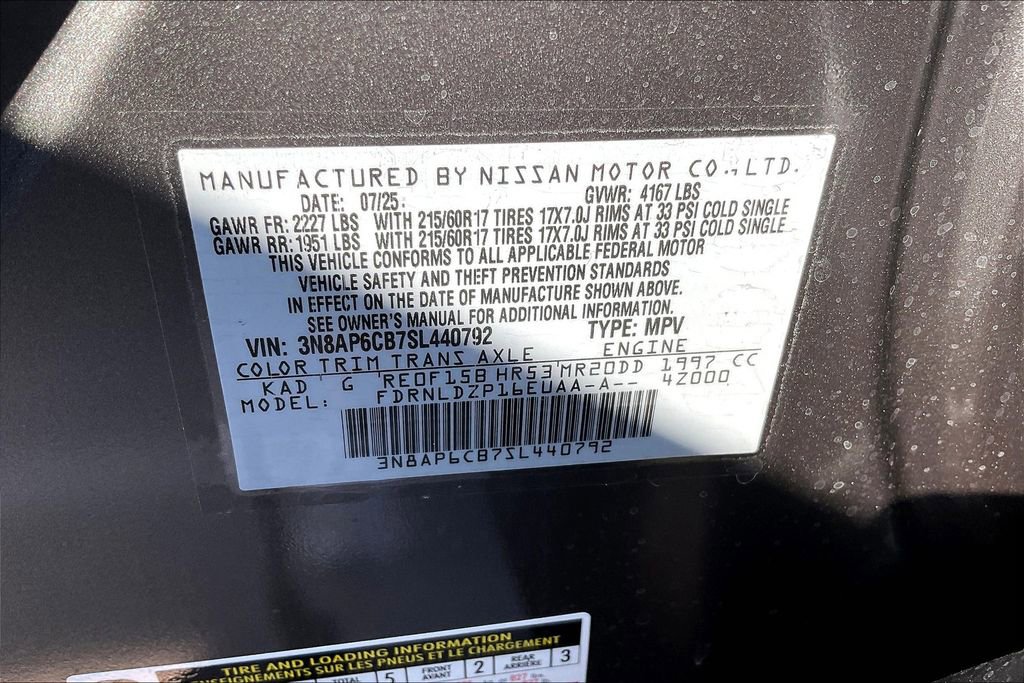 MANUFACTURED BY NISSAN MOTOR CO., LTD.
DATE: 07/25 GVWR: 4167 LBS
GAWR FR: 2227 LBS WITH 215/60R17 TIRES 17X7.0J RIMS AT 33 PSI COLD SINGLE
GAWR RR: 1951 LBS WITH 215/60R17 TIRES 17X7.0J RIMS AT 33 PSI COLD SINGLE
THIS VEHICLE CONFORMS TO ALL APPLICABLE FEDERAL MOTOR
VEHICLE SAFETY AND THEFT PREVENTION STANDARDS
IN EFFECT ON THE DATE OF MANUFACTURE SHOWN ABOVE.
SEE OWNER'S MANUAL FOR ADDITIONAL INFORMATION.
VIN: 3N8AP6CB7SL440792 TYPE: MPV
COLOR TRIM TRANS AXLE ENGINE
KAD G RE0F15B HR53 MR20DD 1997 CC
MODEL: FDRNLDZP16EUAA-A-- 4Z000
3N8AP6CB7SL440792
TIRE AND LOADING INFORMATION
RENSEIGNEMENTS SUR LES PNEUS ET LE CHARGEMENT
TOTAL 5 FRONT AVANT 2 REAR ARRIÈRE 3